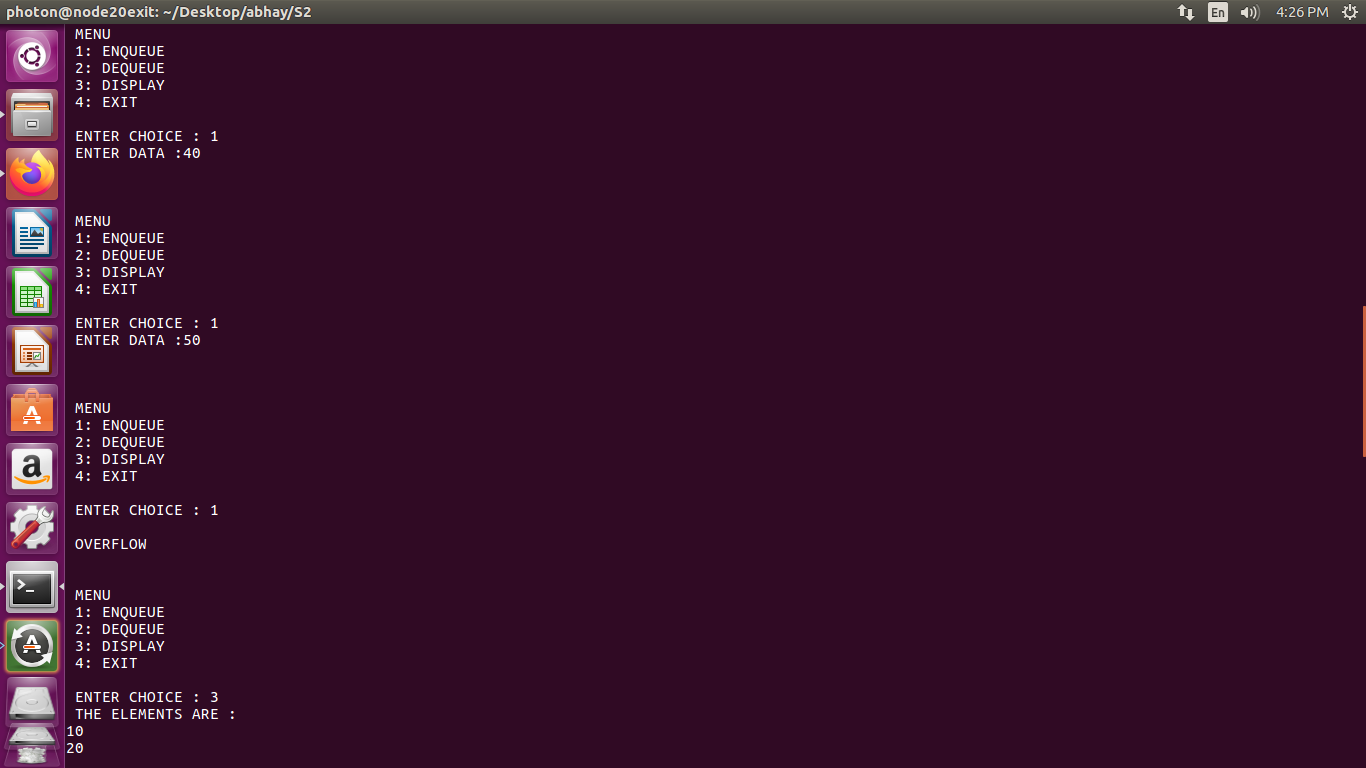 photon@node20exit: ~/Desktop/abhay/S2
En
4:26 PM
MENU
1: ENQUEUE
2: DEQUEUE
3: DISPLAY
4: EXIT
ENTER CHOICE : 1
ENTER DATA :40
MENU
1: ENQUEUE
2: DEQUEUE
3: DISPLAY
4: EXIT
ENTER CHOICE : 1
ENTER DATA :50
MENU
1: ENQUEUE
2: DEQUEUE
3: DISPLAY
4: EXIT
ENTER CHOICE : 1
OVERFLOW
MENU
1: ENQUEUE
2: DEQUEUE
3: DISPLAY
4: EXIT
ENTER CHOICE : 3
THE ELEMENTS ARE :
10
20